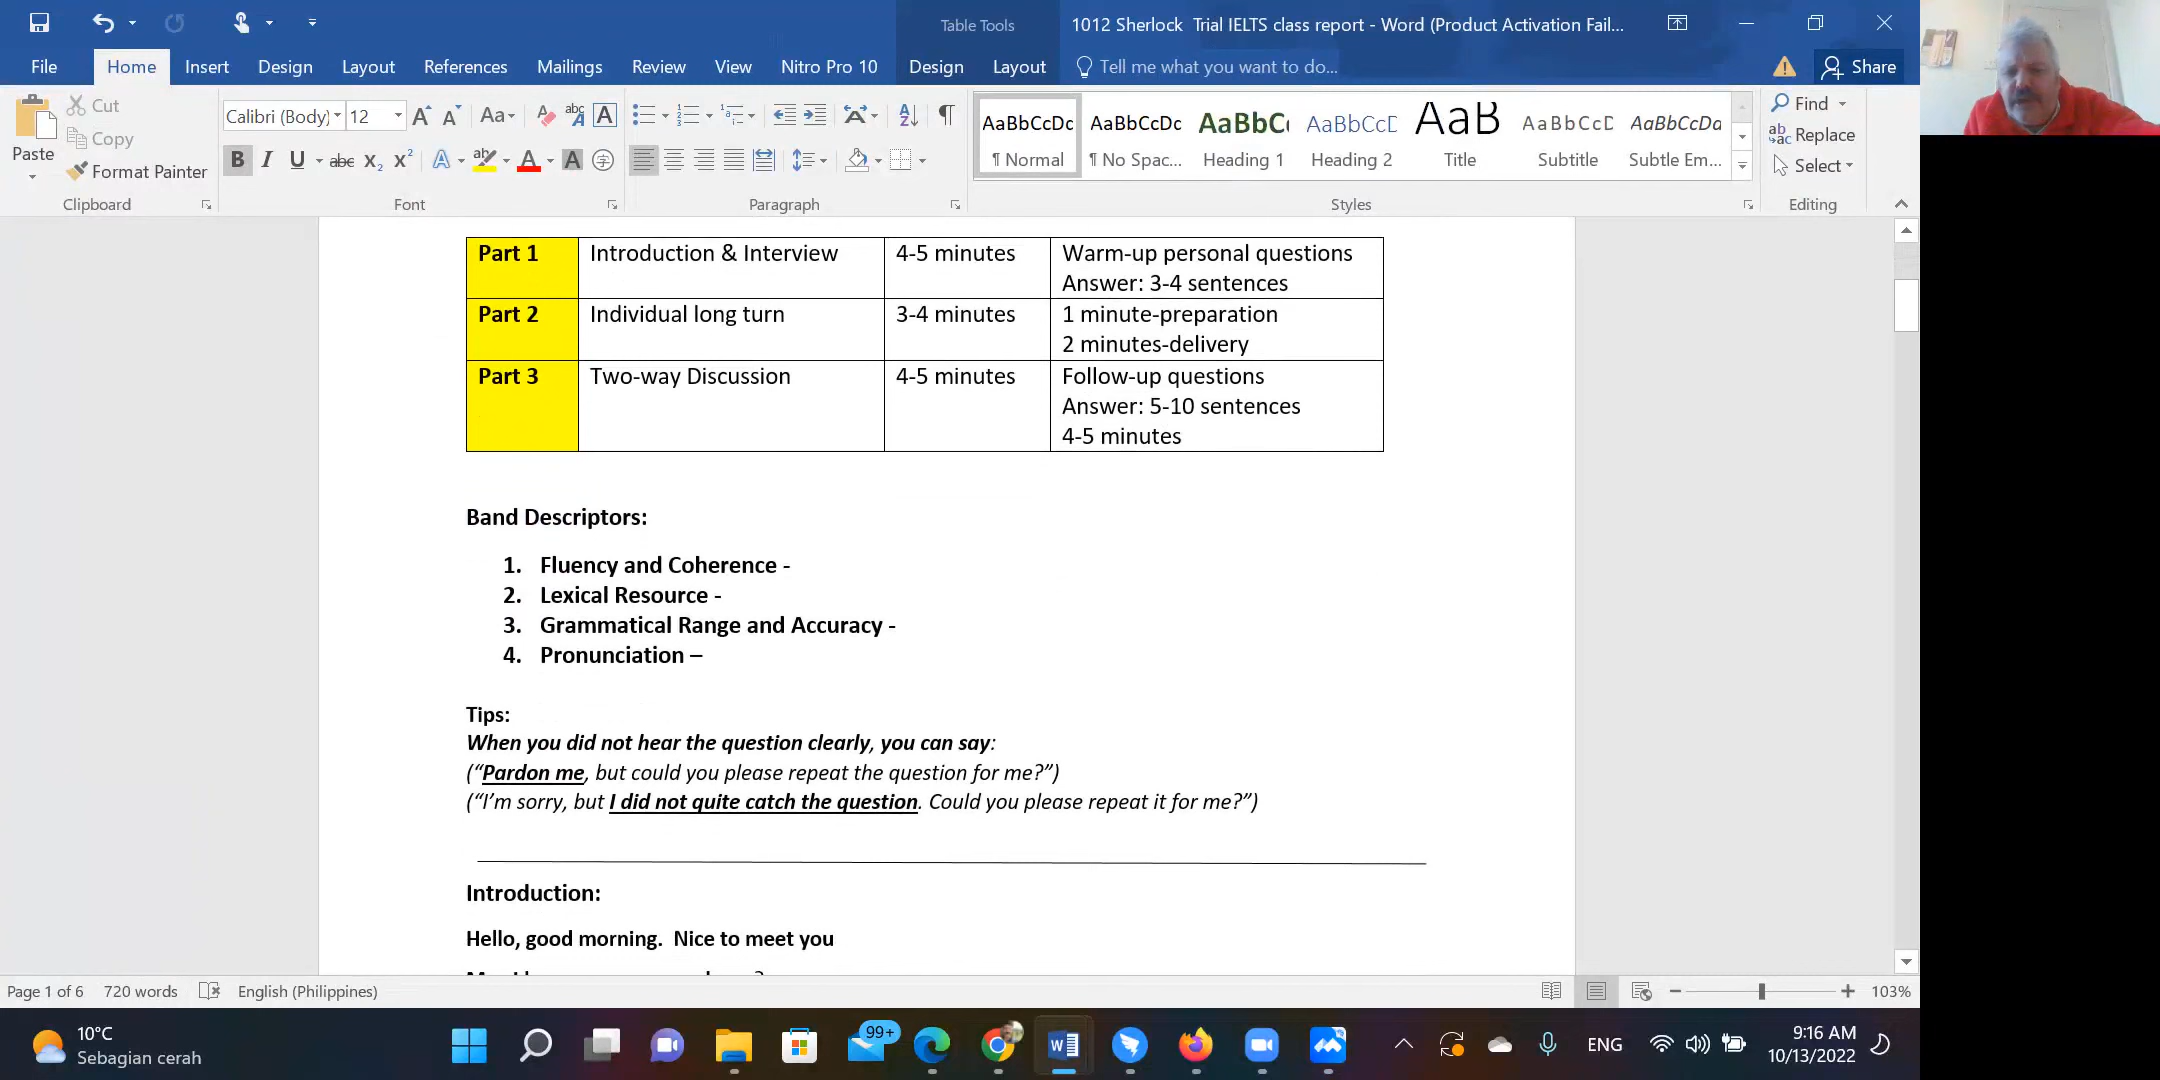 Table Tools
1012 Sherlock  Trial IELTS class report - Word (Product Activation Fail...
File Home Insert Design Layout References Mailings Review View Nitro Pro 10 Design Layout Tell me what you want to do... Share
Paste
Cut
Copy
Format Painter
Clipboard
Calibri (Body) 12
Font
Paragraph
AaBbCcDc AaBbCcDc AaBbC AaBbCcD AaB AaBbCcD AaBbCcDd
¶ Normal ¶ No Spac... Heading 1 Heading 2 Title Subtitle Subtle Em...
Styles
Find
Replace
Select
Editing
Part 1 Introduction & Interview 4-5 minutes Warm-up personal questions
Answer: 3-4 sentences
Part 2 Individual long turn 3-4 minutes 1 minute-preparation
2 minutes-delivery
Part 3 Two-way Discussion 4-5 minutes Follow-up questions
Answer: 5-10 sentences
4-5 minutes
Band Descriptors:
1. Fluency and Coherence -
2. Lexical Resource -
3. Grammatical Range and Accuracy -
4. Pronunciation –
Tips:
When you did not hear the question clearly, you can say:
(“Pardon me, but could you please repeat the question for me?”)
(“I’m sorry, but I did not quite catch the question. Could you please repeat it for me?”)
Introduction:
Hello, good morning.  Nice to meet you
Page 1 of 6 720 words English (Philippines) 103%
10°C
Sebagian cerah
99+
ENG
9:16 AM
10/13/2022